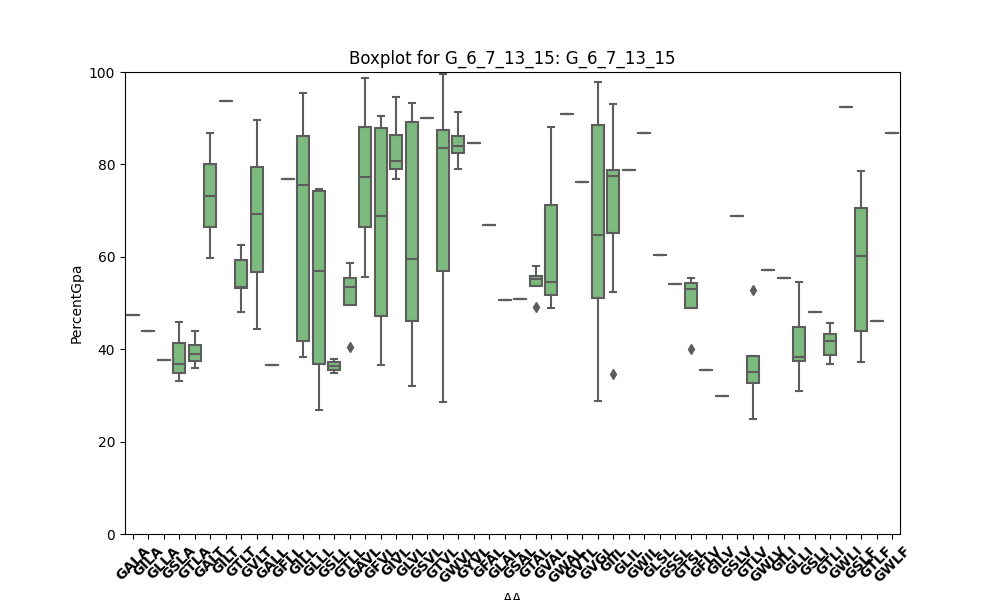 Boxplot for G_6_7_13_15: G_6_7_13_15
100
80
60
40
20
0
PercentGpa
GALA GILA GLLA GSLA GTLA GALT GILT GTLT GVLT GALL GFLL GILL GLLL GSLL GTLL GAVL GFVL GIVL GLVL GSVL GTVL GWVL GYVL GFAL GLAL GSAL GTAL GVAL GWAL GVTL GVGL GIIL GLIL GWIL GLSL GSSL GTSL GILV GSLV GTLV GWLV GILI GLLI GSLI GTLI GWLI GSLF GTLF GWLF
AA